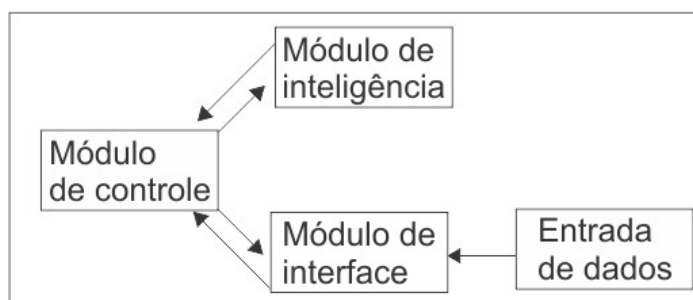 Módulo de
inteligência
Módulo
de controle
Módulo de
interface
Entrada
de dados